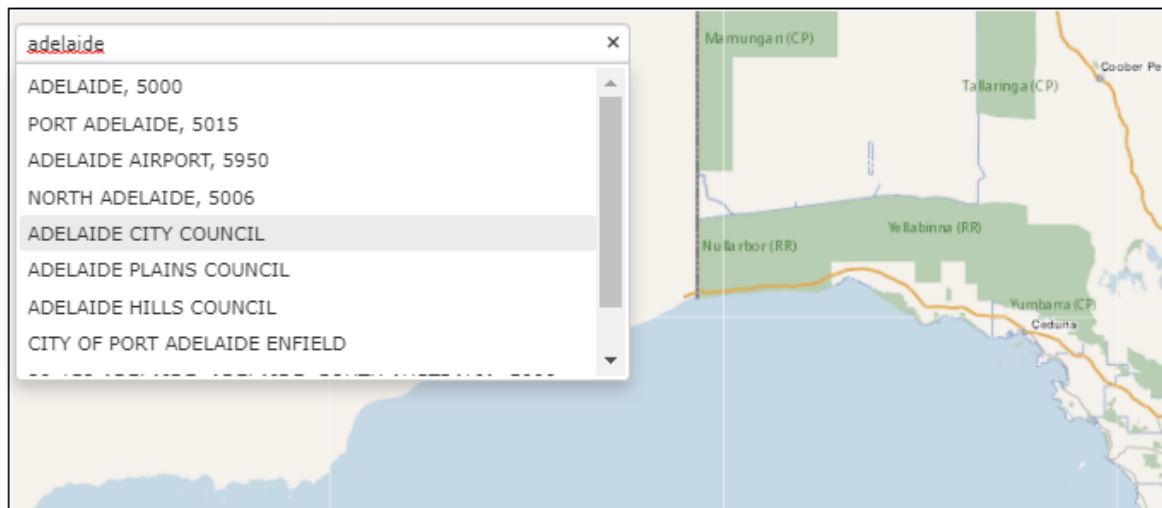 adelaide ×
ADELAIDE, 5000
PORT ADELAIDE, 5015
ADELAIDE AIRPORT, 5950
NORTH ADELAIDE, 5006
ADELAIDE CITY COUNCIL
ADELAIDE PLAINS COUNCIL
ADELAIDE HILLS COUNCIL
CITY OF PORT ADELAIDE ENFIELD
Mamungari (CP)
Tallaringa (CP)
Coober Pe
Yellabinna (RR)
Nullarbor (RR)
Yumbarra (CP)
Ceduna